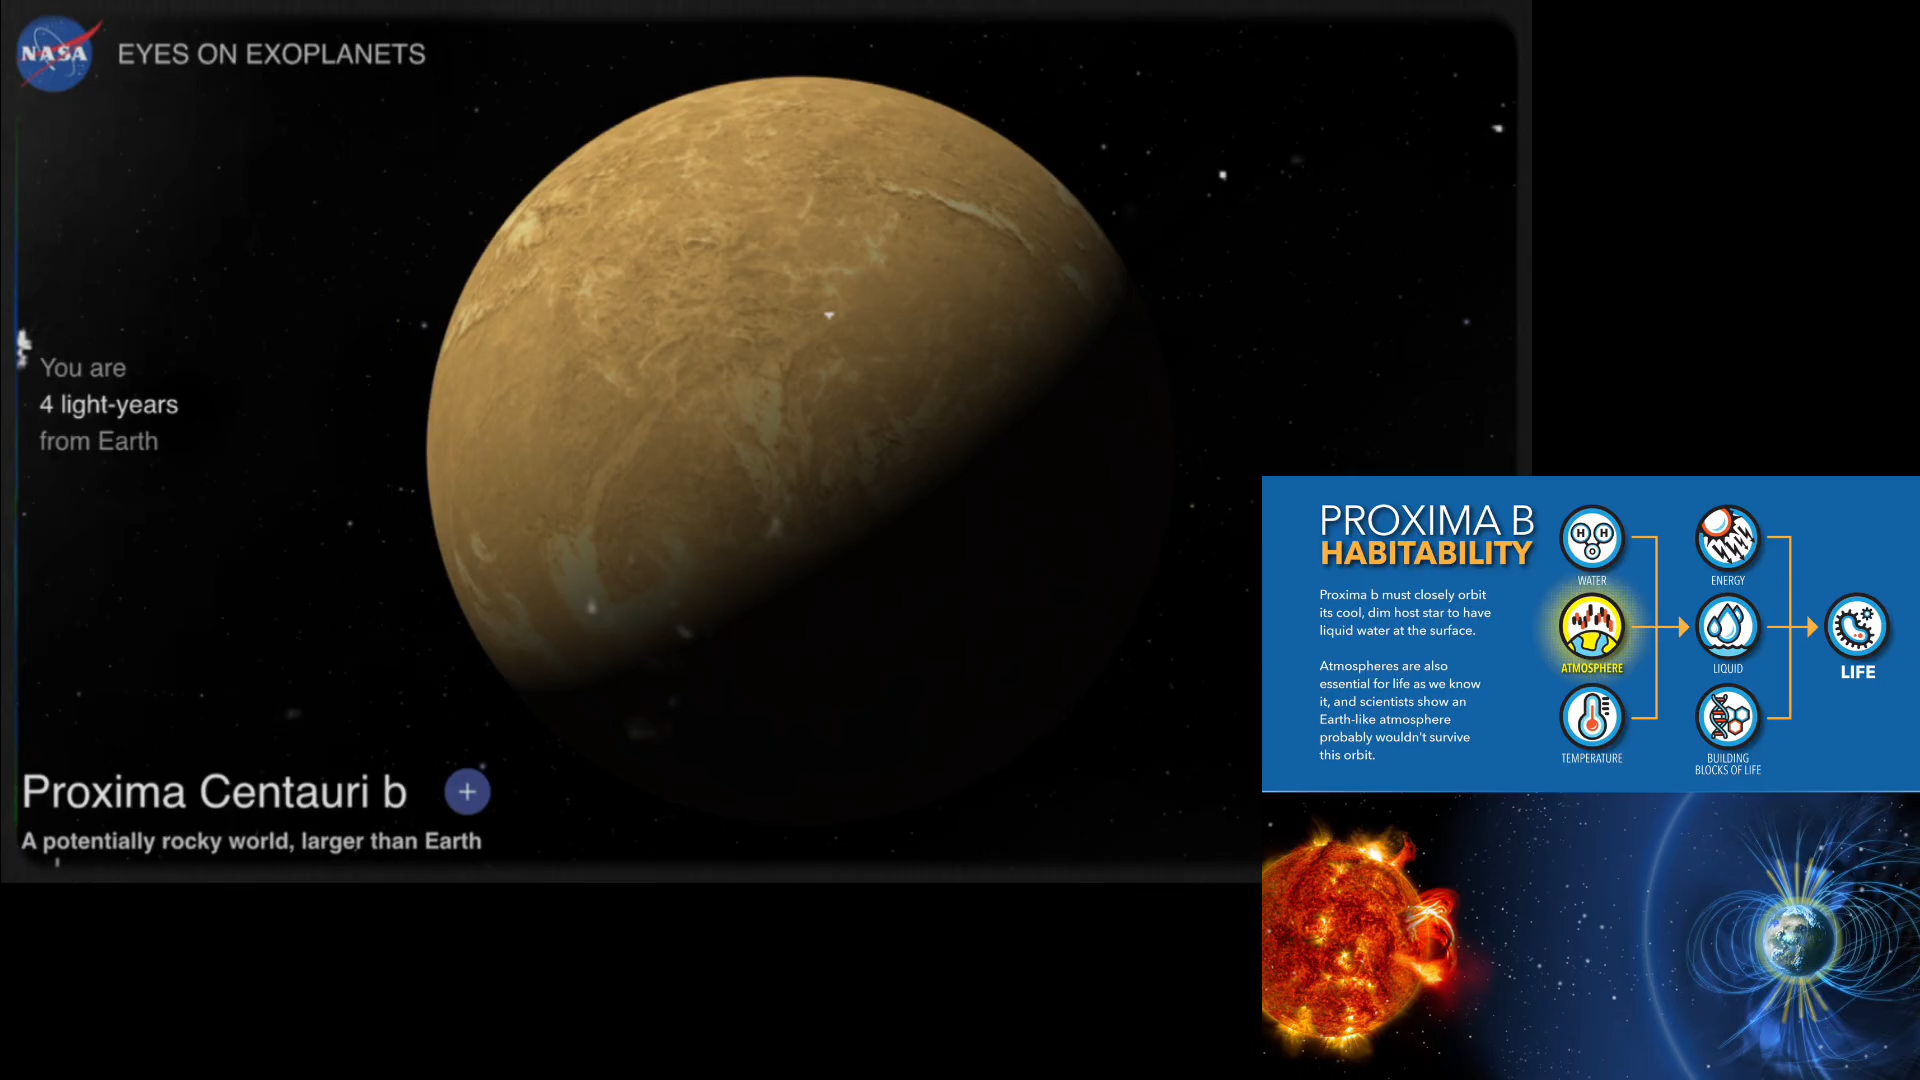 NASA
EYES ON EXOPLANETS
You are
4 light-years
from Earth
Proxima Centauri b
+
A potentially rocky world, larger than Earth
PROXIMA B
HABITABILITY
Proxima b must closely orbit
its cool, dim host star to have
liquid water at the surface.
Atmospheres are also
essential for life as we know
it, and scientists show an
Earth-like atmosphere
probably wouldn't survive
this orbit.
H H
O
WATER
ATMOSPHERE
TEMPERATURE
ENERGY
LIQUID
BUILDING
BLOCKS OF LIFE
LIFE